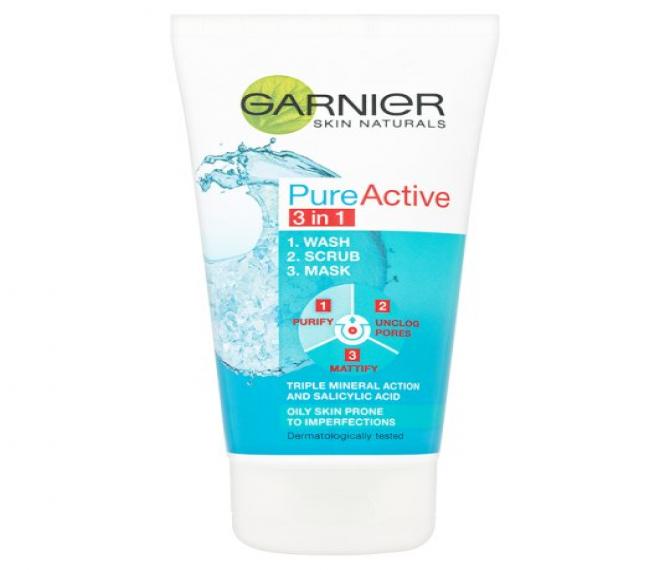 GARNIER
SKIN NATURALS
PureActive
3 in 1
1. WASH
2. SCRUB
3. MASK
1
2
PURIFY
UNCLOG
PORES
3
MATTIFY
TRIPLE MINERAL ACTION
AND SALICYLIC ACID
OILY SKIN PRONE
TO IMPERFECTIONS
Dermatologically tested